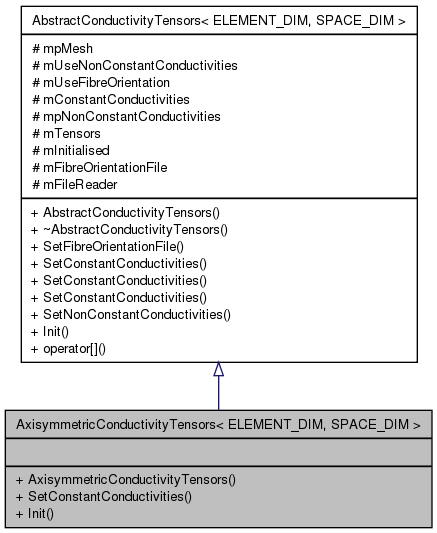 AbstractConductivityTensors< ELEMENT_DIM, SPACE_DIM >
# mpMesh
# mUseNonConstantConductivities
# mUseFibreOrientation
# mConstantConductivities
# mpNonConstantConductivities
# mTensors
# mInitialised
# mFibreOrientationFile
# mFileReader
+ AbstractConductivityTensors()
+ ~AbstractConductivityTensors()
+ SetFibreOrientationFile()
+ SetConstantConductivities()
+ SetConstantConductivities()
+ SetConstantConductivities()
+ SetNonConstantConductivities()
+ Init()
+ operator[]()
AxisymmetricConductivityTensors< ELEMENT_DIM, SPACE_DIM >
+ AxisymmetricConductivityTensors()
+ SetConstantConductivities()
+ Init()